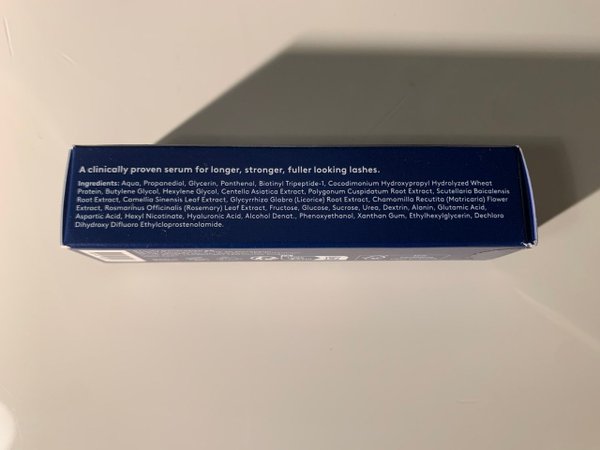 A clinically proven serum for longer, stronger, fuller looking lashes.
Ingredients: Aqua, Propanediol, Glycerin, Panthenol, Biotinyl Tripeptide-1, Cocodimonium Hydroxypropyl Hydrolyzed Wheat
Protein, Butylene Glycol, Hexylene Glycol, Centella Asiatica Extract, Polygonum Cuspidatum Root Extract, Scutellaria Baicalensis
Root Extract, Camellia Sinensis Leaf Extract, Glycyrrhiza Glabra (Licorice) Root Extract, Chamomilla Recutita (Matricaria) Flower
Extract, Rosmarinus Officinalis (Rosemary) Leaf Extract, Fructose, Glucose, Sucrose, Urea, Dextrin, Alanin, Glutamic Acid,
Aspartic Acid, Hexyl Nicotinate, Hyaluronic Acid, Alcohol Denat., Phenoxyethanol, Xanthan Gum, Ethylhexylglycerin, Dechloro
Dihydroxy Difluoro Ethylcloprostenolamide.